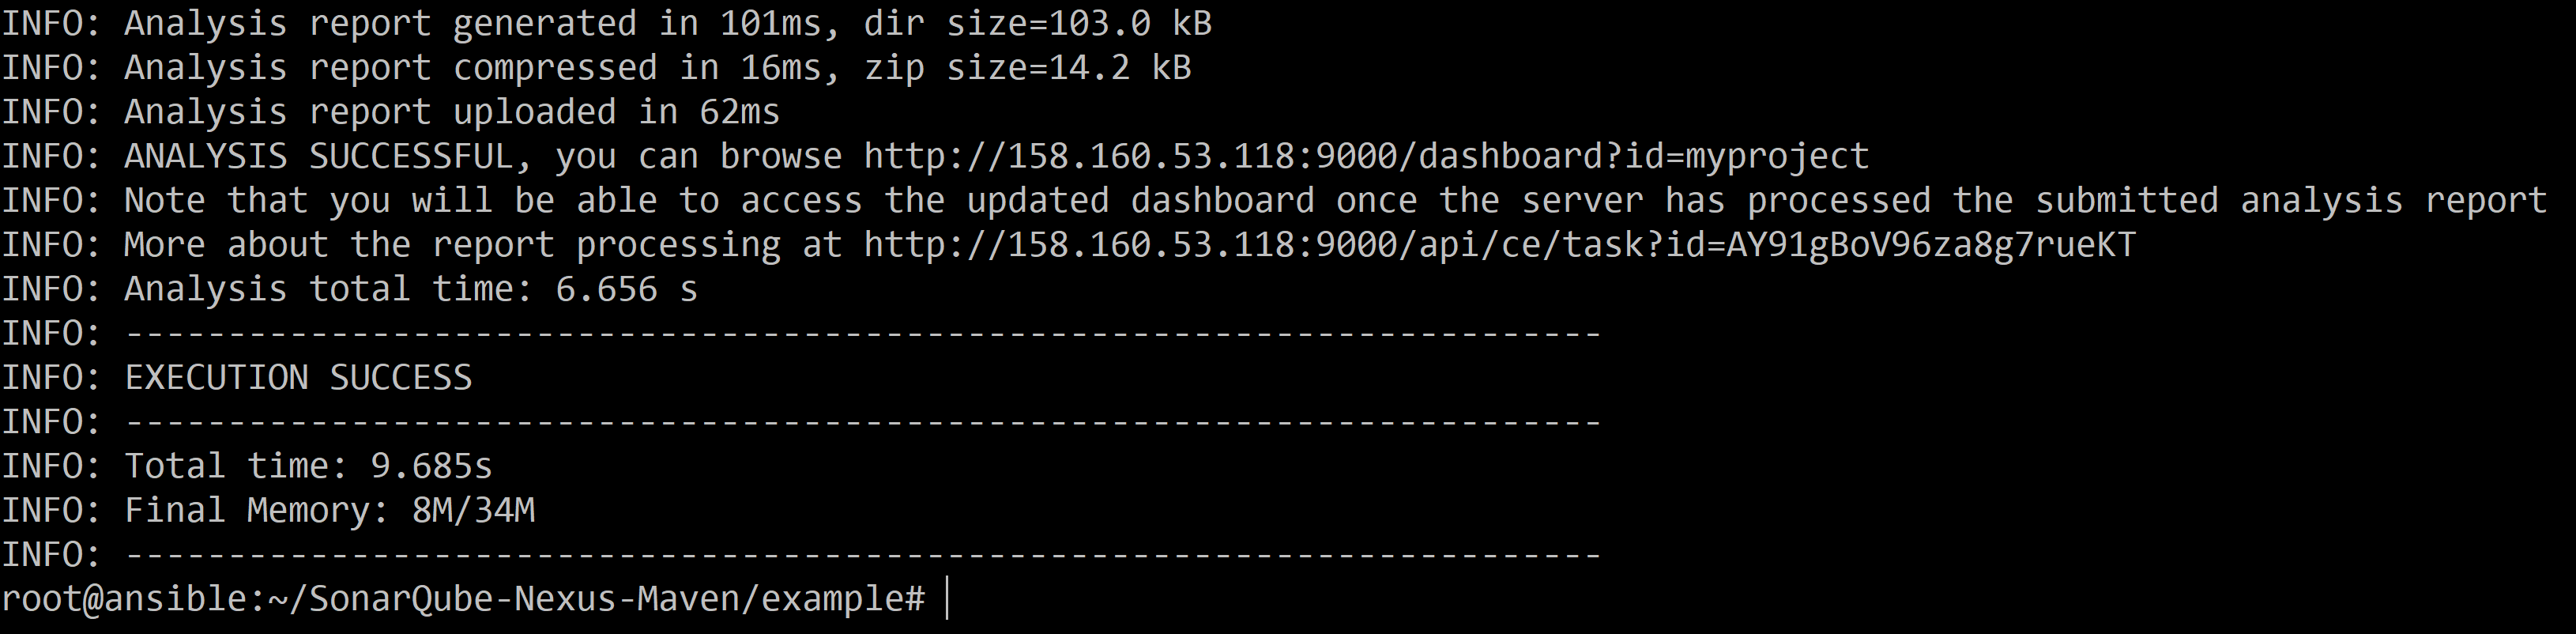 INFO: Analysis report generated in 101ms, dir size=103.0 kB
INFO: Analysis report compressed in 16ms, zip size=14.2 kB
INFO: Analysis report uploaded in 62ms
INFO: ANALYSIS SUCCESSFUL, you can browse http://158.160.53.118:9000/dashboard?id=myproject
INFO: Note that you will be able to access the updated dashboard once the server has processed the submitted analysis report
INFO: More about the report processing at http://158.160.53.118:9000/api/ce/task?id=AY91gBoV96za8g7rueKT
INFO: Analysis total time: 6.656 s
INFO: ------------------------------------------------------------------------
INFO: EXECUTION SUCCESS
INFO: ------------------------------------------------------------------------
INFO: Total time: 9.685s
INFO: Final Memory: 8M/34M
INFO: ------------------------------------------------------------------------
root@ansible:~/SonarQube-Nexus-Maven/example#